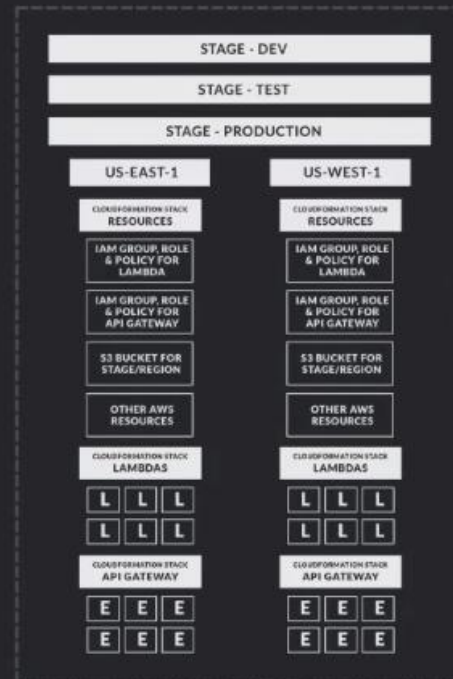 STAGE - DEV
STAGE - TEST
STAGE - PRODUCTION
US-EAST-1
CLOUDFORMATION STACK
RESOURCES
IAM GROUP, ROLE
& POLICY FOR
LAMBDA
IAM GROUP, ROLE
& POLICY FOR
API GATEWAY
S3 BUCKET FOR
STAGE/REGION
OTHER AWS
RESOURCES
CLOUDFORMATION STACK
LAMBDAS
L L L
L L L
CLOUDFORMATION STACK
API GATEWAY
E E E
E E E
US-WEST-1
CLOUDFORMATION STACK
RESOURCES
IAM GROUP, ROLE
& POLICY FOR
LAMBDA
IAM GROUP, ROLE
& POLICY FOR
API GATEWAY
S3 BUCKET FOR
STAGE/REGION
OTHER AWS
RESOURCES
CLOUDFORMATION STACK
LAMBDAS
L L L
L L L
CLOUDFORMATION STACK
API GATEWAY
E E E
E E E